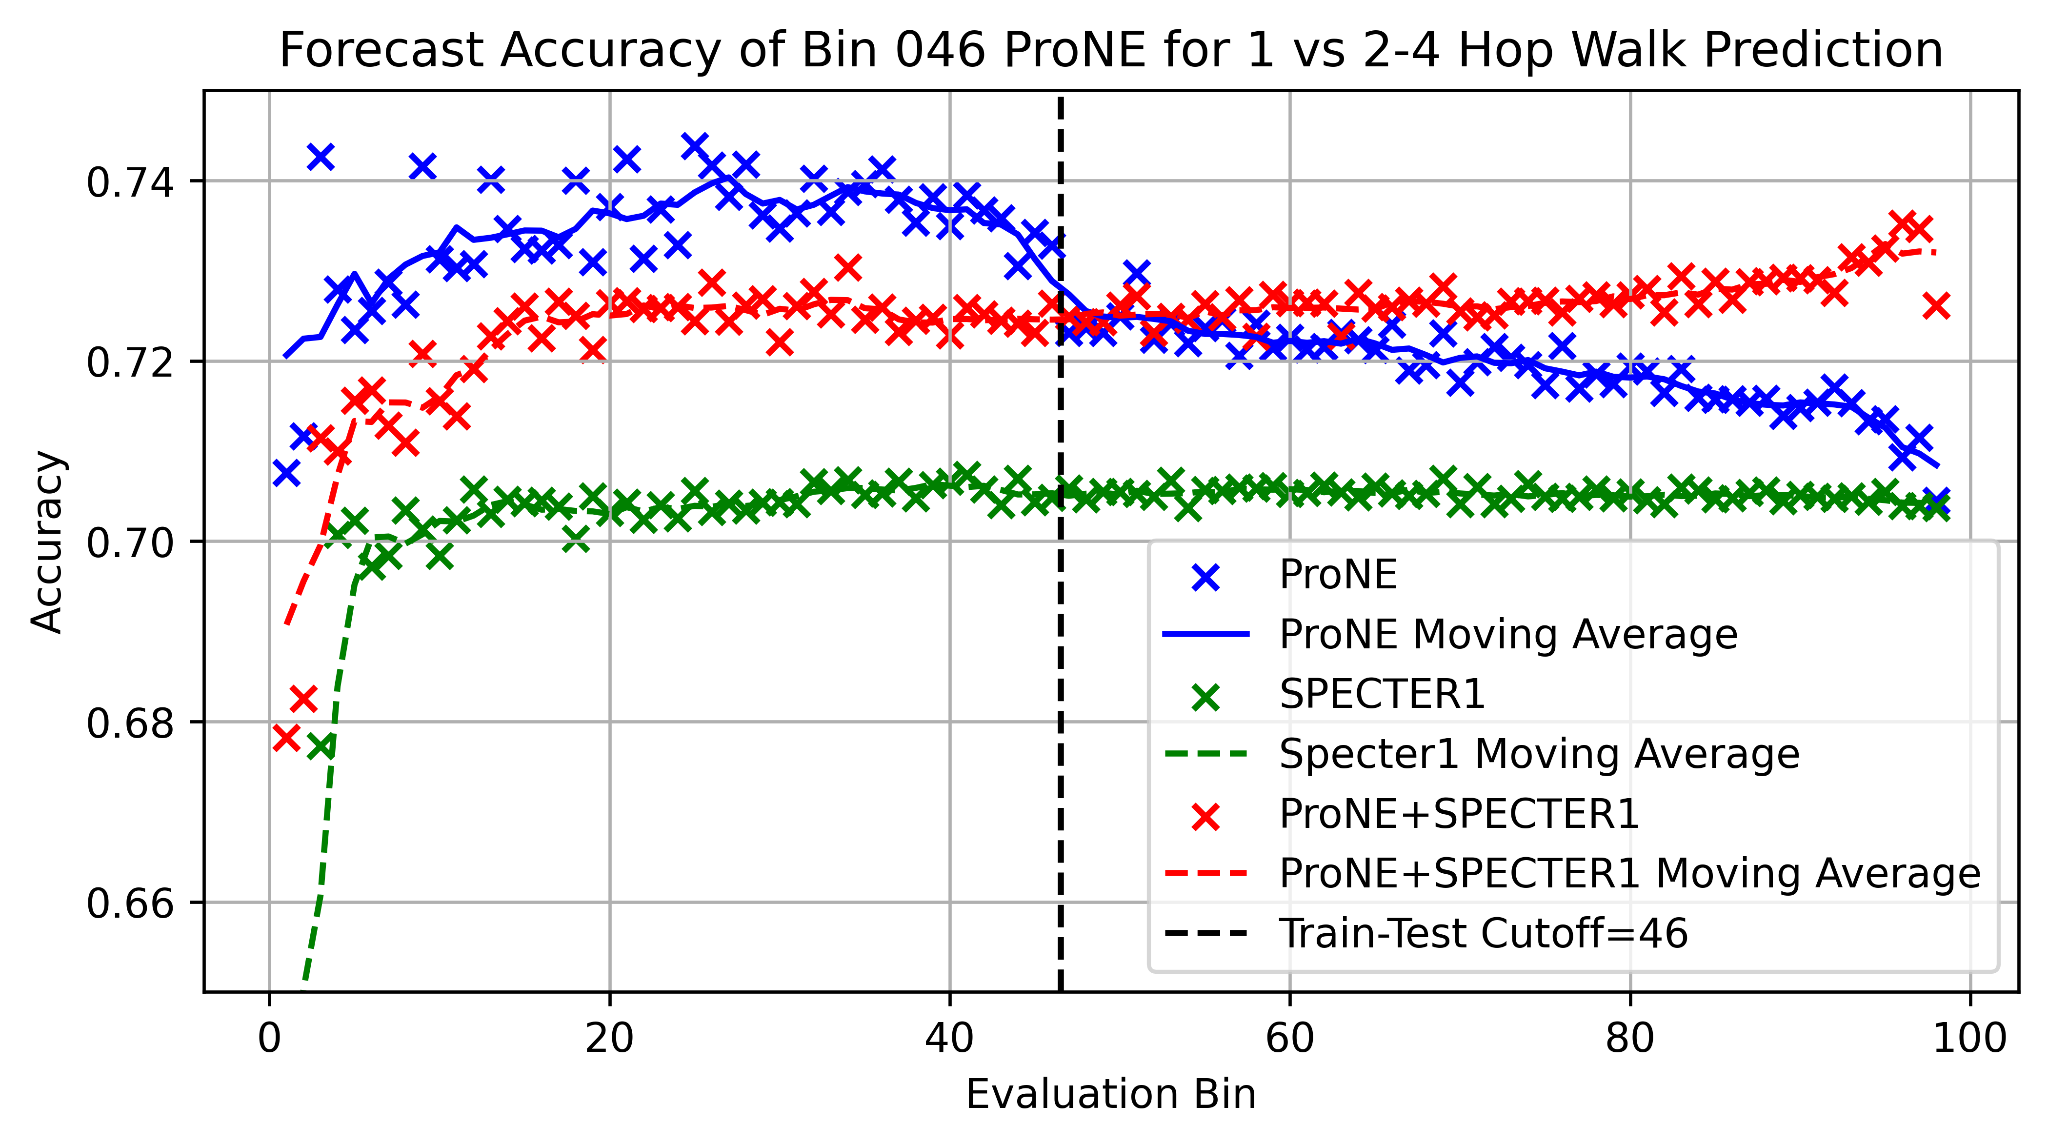 Forecast Accuracy of Bin 046 ProNE for 1 vs 2-4 Hop Walk Prediction
Accuracy
0.74
0.72
0.70
0.68
0.66
ProNE
ProNE Moving Average
SPECTER1
Specter1 Moving Average
ProNE+SPECTER1
ProNE+SPECTER1 Moving Average
Train-Test Cutoff=46
0 20 40 60 80 100
Evaluation Bin